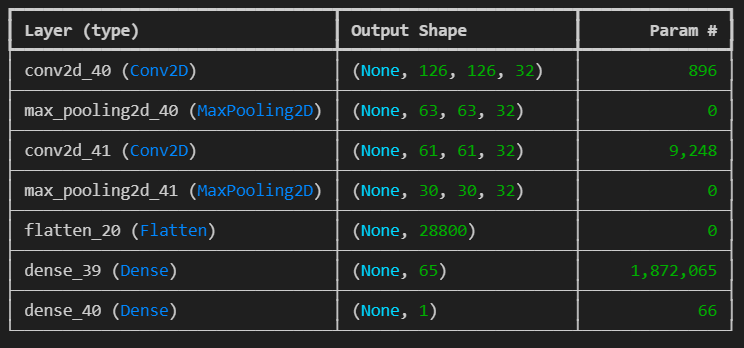 Layer (type) Output Shape Param #
conv2d_40 (Conv2D) (None, 126, 126, 32) 896
max_pooling2d_40 (MaxPooling2D) (None, 63, 63, 32) 0
conv2d_41 (Conv2D) (None, 61, 61, 32) 9,248
max_pooling2d_41 (MaxPooling2D) (None, 30, 30, 32) 0
flatten_20 (Flatten) (None, 28800) 0
dense_39 (Dense) (None, 65) 1,872,065
dense_40 (Dense) (None, 1) 66